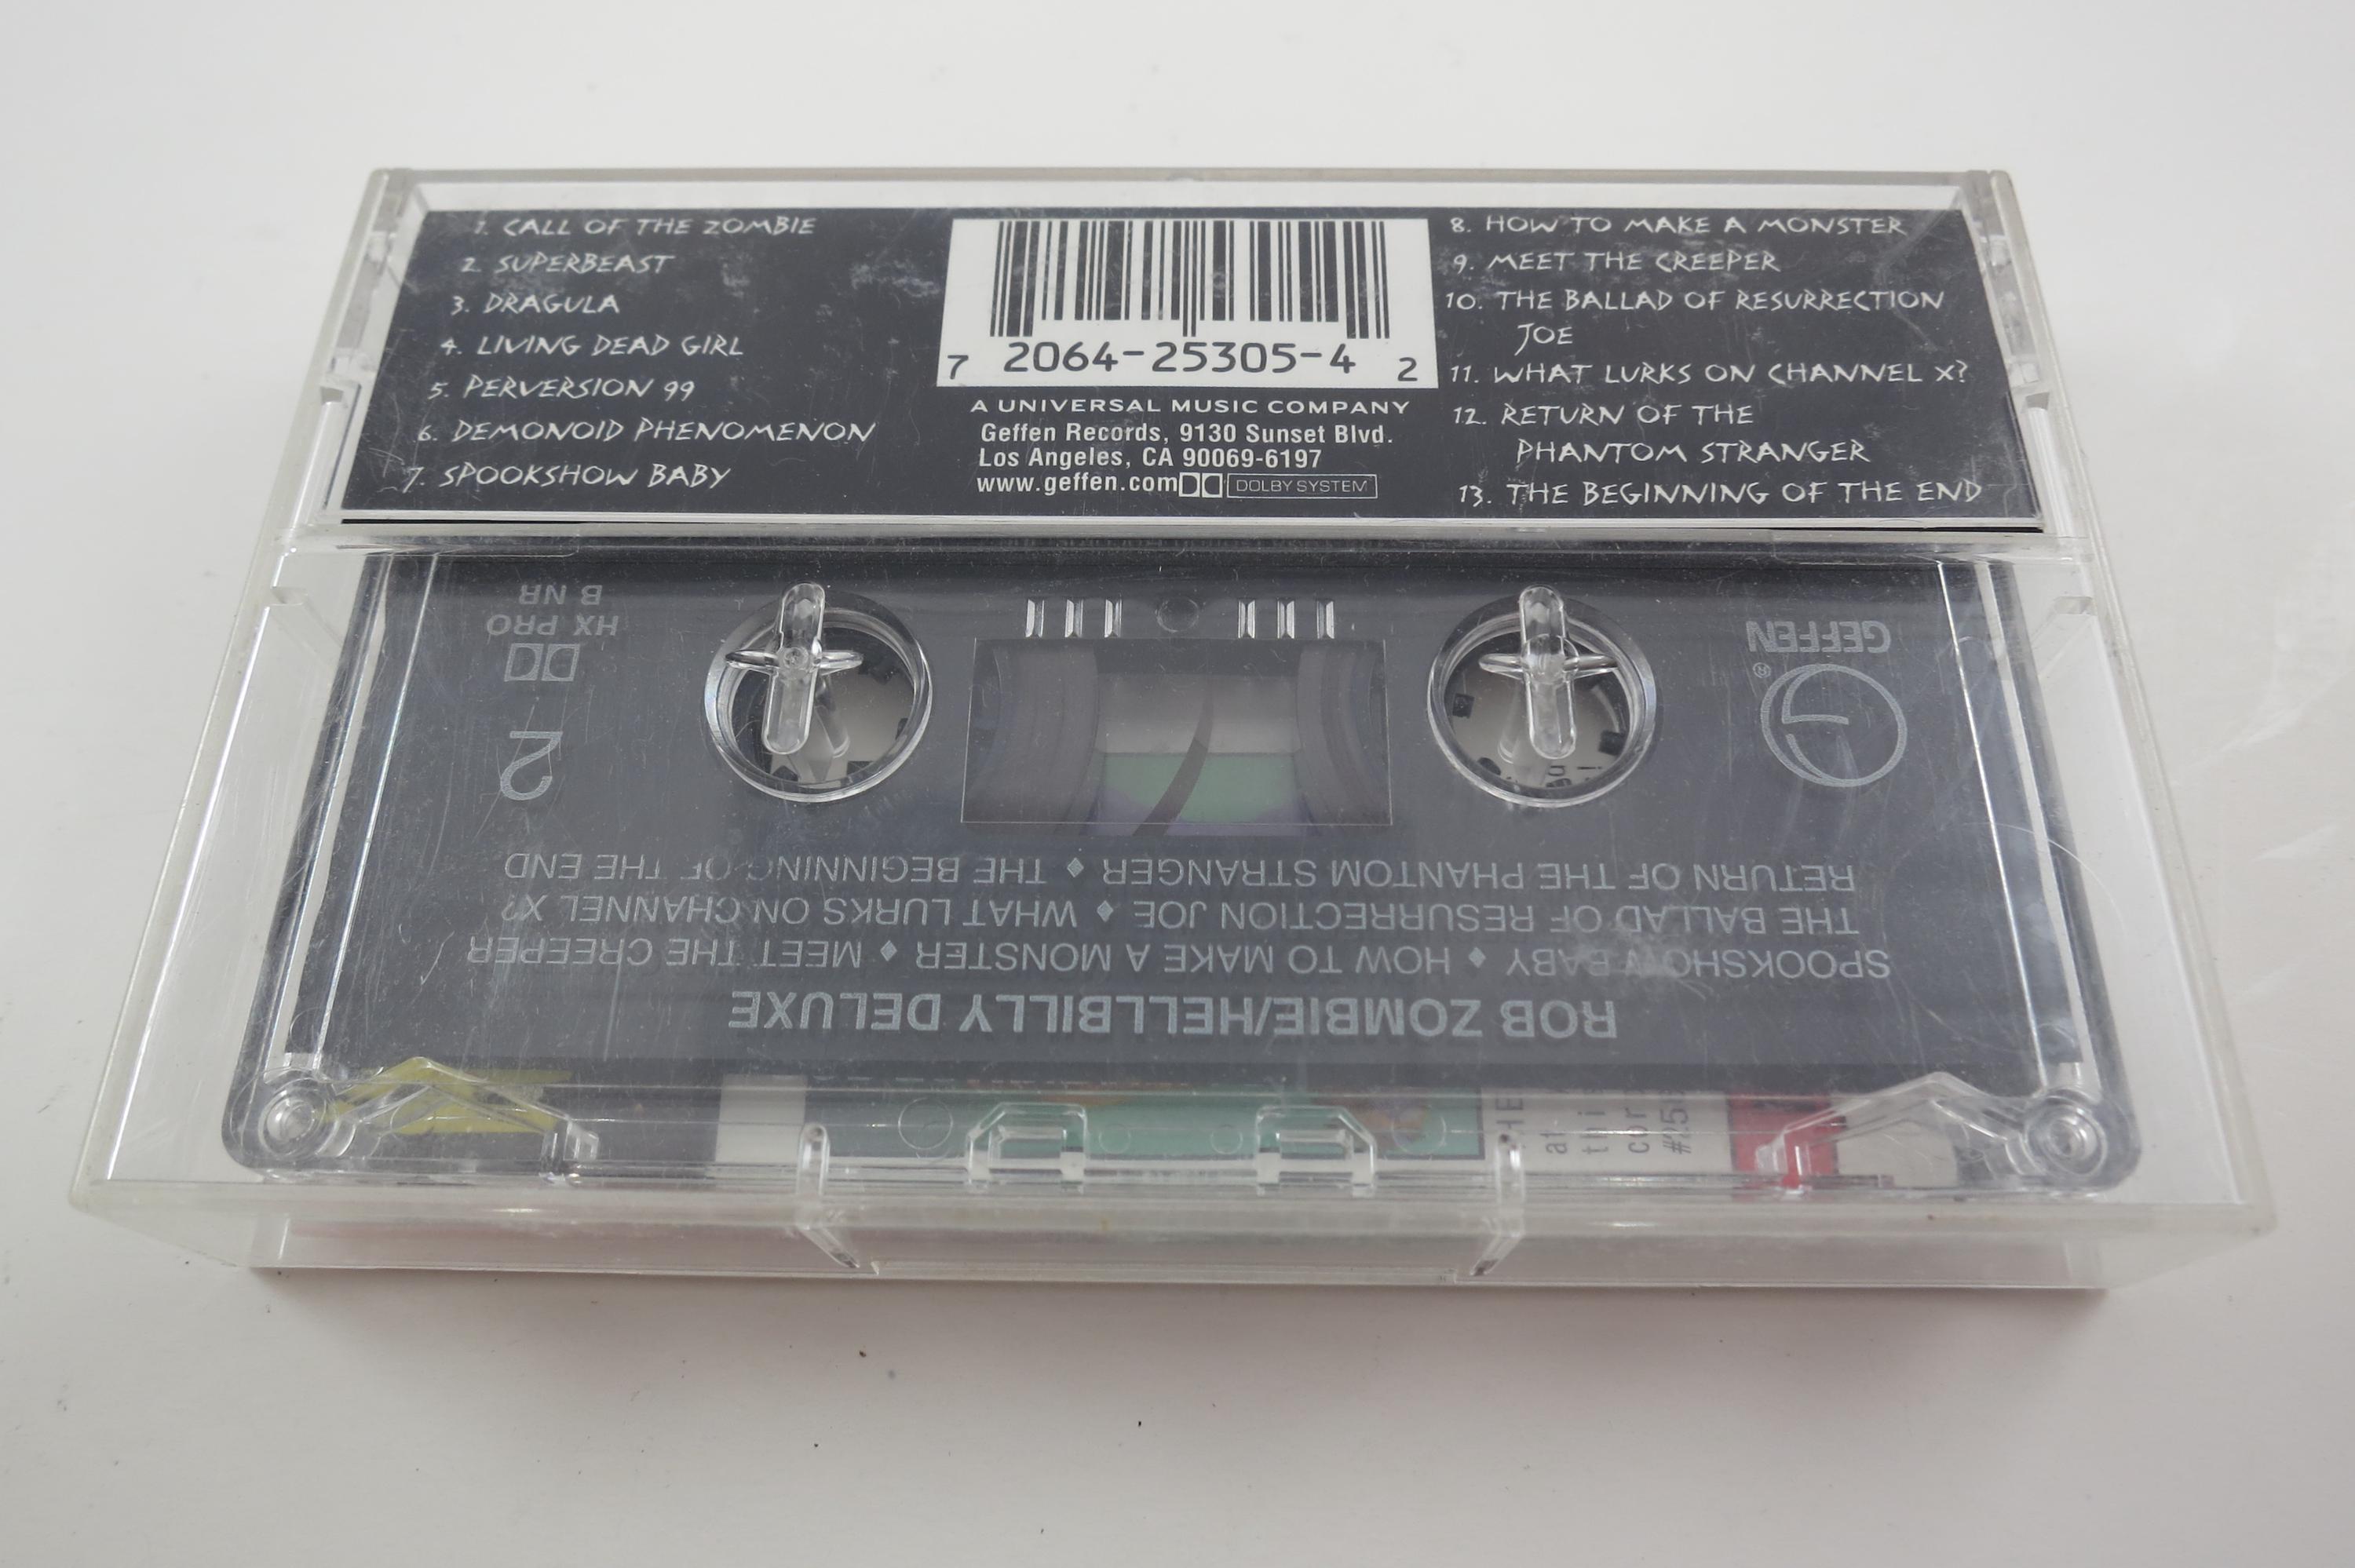 1. CALL OF THE ZOMBIE
2. SUPERBEAST
3. DRAGULA
4. LIVING DEAD GIRL
5. PERVERSION 99
6. DEMONOID PHENOMENON
7. SPOOKSHOW BABY
7 2064-25305-4 2
A UNIVERSAL MUSIC COMPANY
Geffen Records, 9130 Sunset Blvd.
Los Angeles, CA 90069-6197
www.geffen.com DOLBY SYSTEM
8. HOW TO MAKE A MONSTER
9. MEET THE CREEPER
10. THE BALLAD OF RESURRECTION
JOE
11. WHAT LURKS ON CHANNEL X?
12. RETURN OF THE
PHANTOM STRANGER
13. THE BEGINNING OF THE END
ROB ZOMBIE/HELLBILLY DELUXE
SPOOKSHOW BABY ♦ HOW TO MAKE A MONSTER ♦ MEET THE CREEPER
THE BALLAD OF RESURRECTION JOE ♦ WHAT LURKS ON CHANNEL X?
RETURN OF THE PHANTOM STRANGER ♦ THE BEGINNING OF THE END
GEFFEN
®
2
HX PRO
B NR